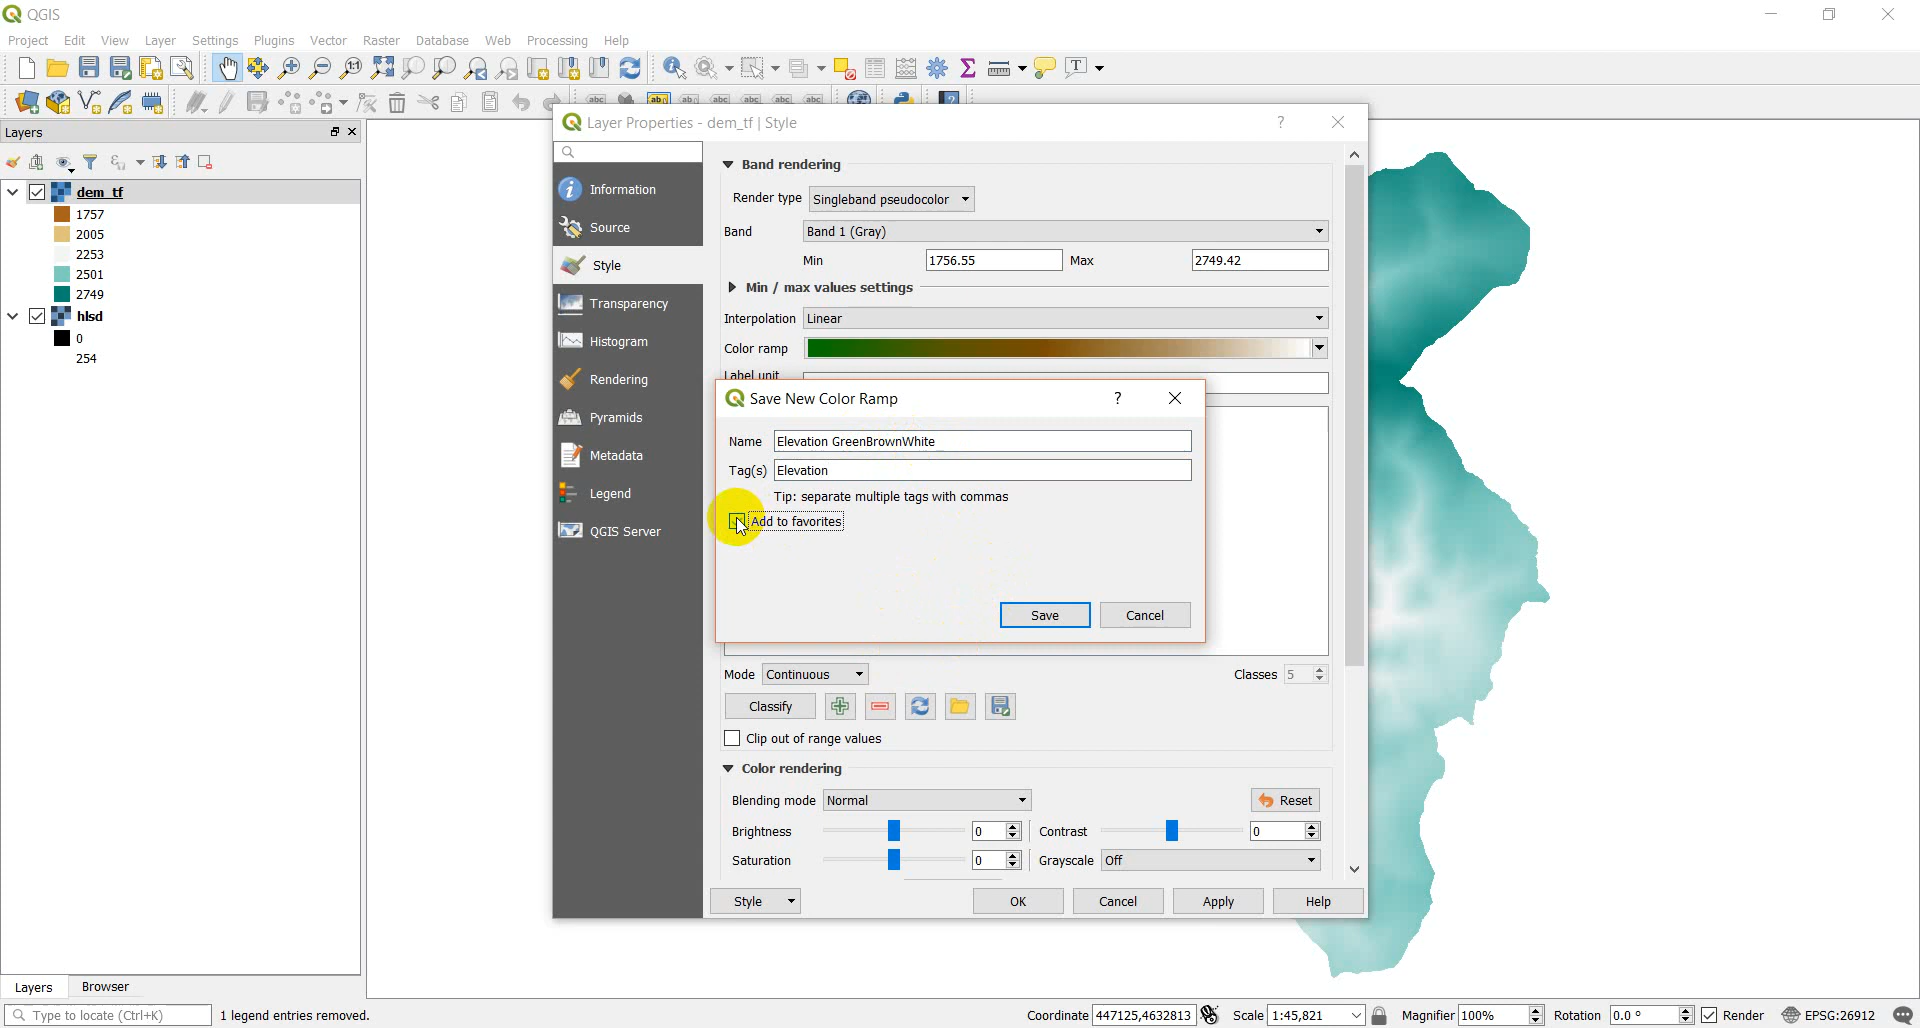 QGIS
Project Edit View Layer Settings Plugins Vector Raster Database Web Processing Help
Layers
dem_tf
1757
2005
2253
2501
2749
hlsd
0
254
Layer Properties - dem_tf | Style
Information
Source
Style
Transparency
Histogram
Rendering
Pyramids
Metadata
Legend
QGIS Server
Band rendering
Render type Singleband pseudocolor
Band Band 1 (Gray)
Min 1756.55 Max 2749.42
Min / max values settings
Interpolation Linear
Color ramp
Label unit
Save New Color Ramp
Name Elevation GreenBrownWhite
Tag(s) Elevation
Tip: separate multiple tags with commas
Add to favorites
Save Cancel
Mode Continuous Classes 5
Classify
Clip out of range values
Color rendering
Blending mode Normal Reset
Brightness 0 Contrast 0
Saturation 0 Grayscale Off
Style OK Cancel Apply Help
Layers Browser
Type to locate (Ctrl+K) 1 legend entries removed. Coordinate 447125,4632813 Scale 1:45,821 Magnifier 100% Rotation 0.0 ° Render EPSG:26912